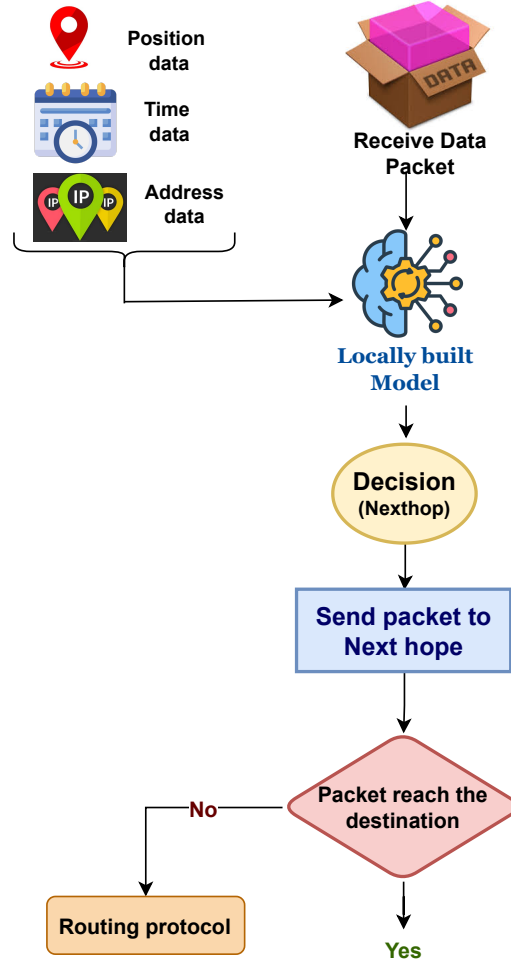 Position
data
Time
data
Address
data
IP
IP
IP
DATA
Receive Data
Packet
Locally built
Model
Decision
(Nexthop)
Send packet to
Next hope
Packet reach the
destination
No
Routing protocol
Yes